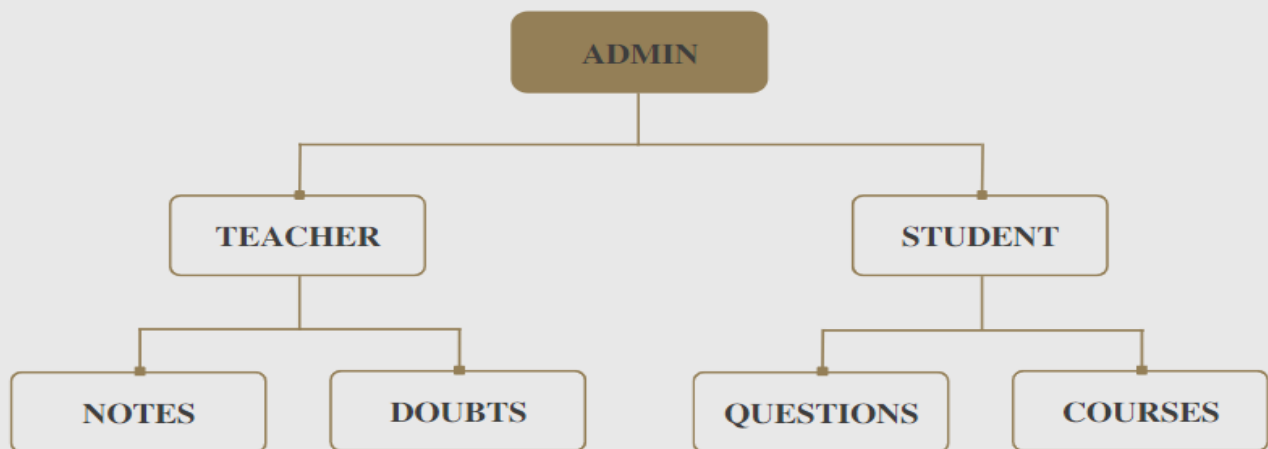 ADMIN
TEACHER
STUDENT
NOTES
DOUBTS
QUESTIONS
COURSES